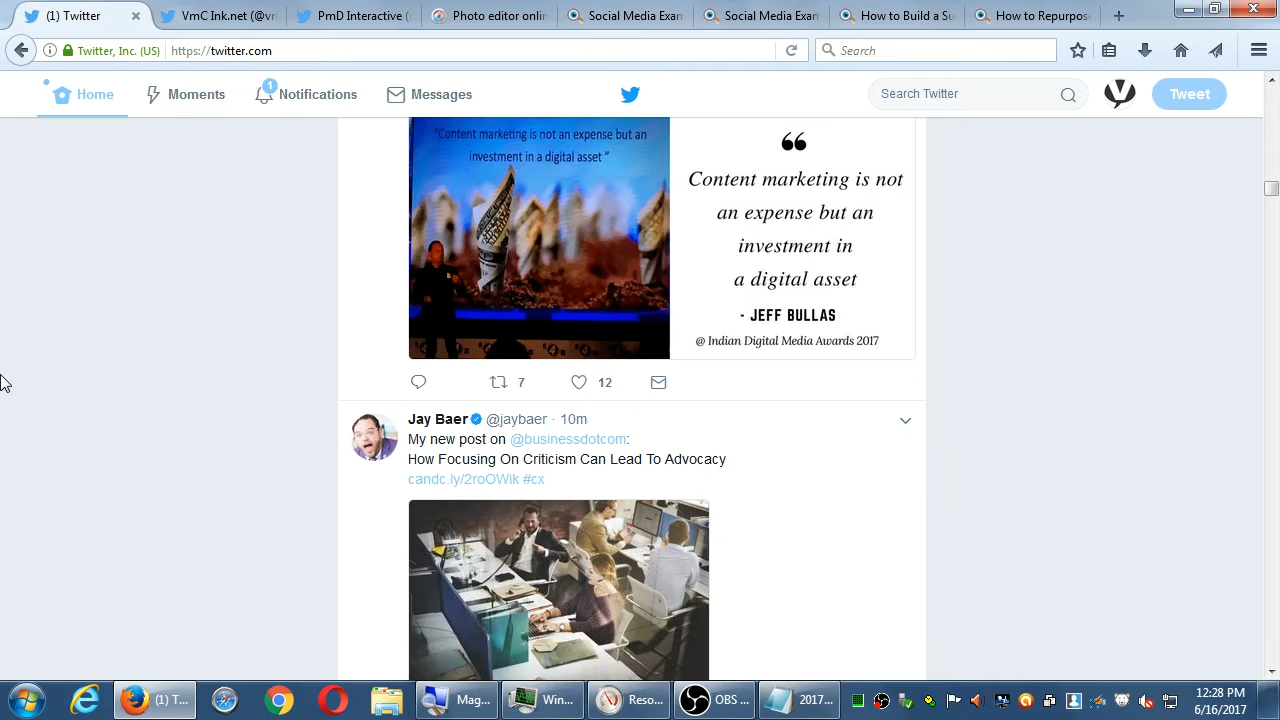 (1) Twitter
VmC Ink.net (@vm
PmD Interactive (
Photo editor onlin
Social Media Exam
Social Media Exam
How to Build a Su
How to Repurpos
Twitter, Inc. (US)
https://twitter.com
Search
Home
Moments
1
Notifications
Messages
Search Twitter
Tweet
"Content marketing is not an expense but an
investment in a digital asset"
Content marketing is not
an expense but an
investment in
a digital asset
- JEFF BULLAS
@ Indian Digital Media Awards 2017
7
12
Jay Baer @jaybaer · 10m
My new post on @businessdotcom:
How Focusing On Criticism Can Lead To Advocacy
candc.ly/2roOWik #cx
(1) T...
Mag...
Win...
Reso...
OBS ...
2017...
12:28 PM
6/16/2017